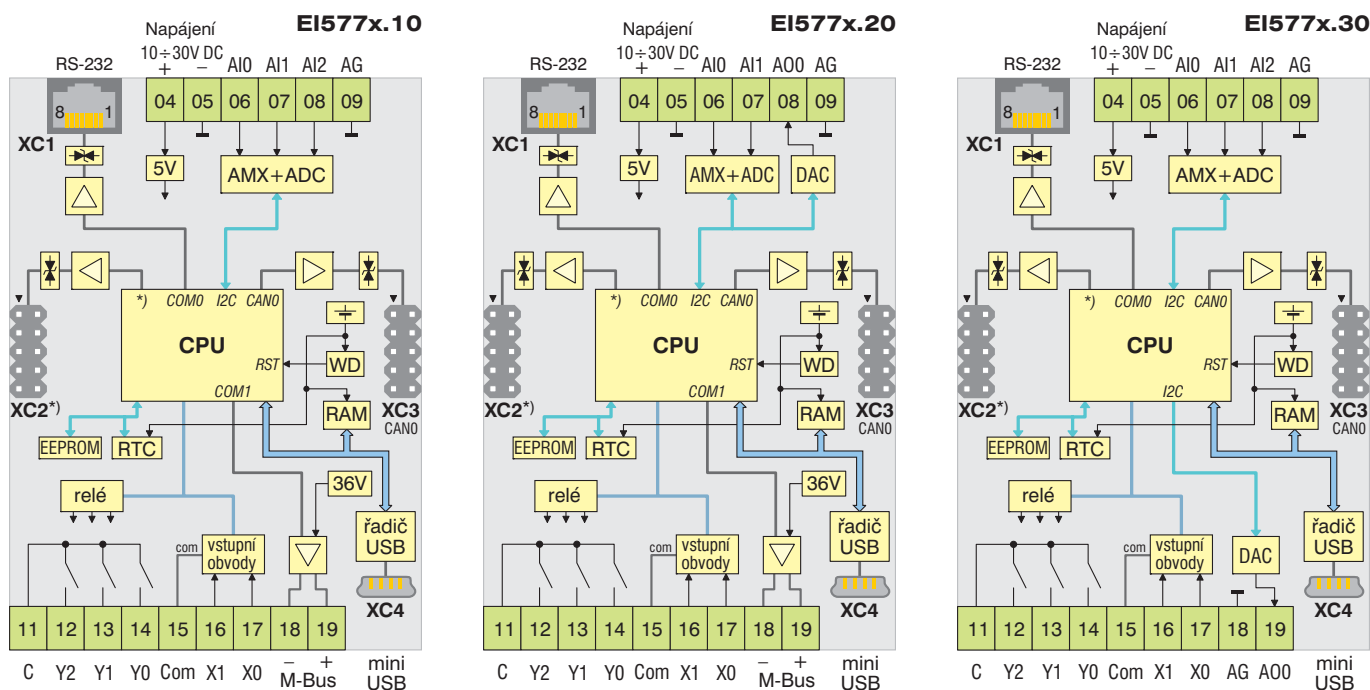 EI577x.10
Napájení
10÷30V DC
RS-232 + – AI0 AI1 AI2 AG
04 05 06 07 08 09
8 1
XC1
5V AMX+ADC
*) COM0 I2C CAN0
CPU
RST WD
COM1
XC2*) RAM XC3
CAN0
EEPROM RTC
36V
relé
řadič
USB
com vstupní
obvody
XC4
11 12 13 14 15 16 17 18 19
C Y2 Y1 Y0 Com X1 X0 – +
M-Bus
mini
USB
EI577x.20
Napájení
10÷30V DC
RS-232 + – AI0 AI1 AO0 AG
04 05 06 07 08 09
8 1
XC1
5V AMX+ADC DAC
*) COM0 I2C CAN0
CPU
RST WD
COM1
XC2*) RAM XC3
CAN0
EEPROM RTC
36V
relé
řadič
USB
com vstupní
obvody
XC4
11 12 13 14 15 16 17 18 19
C Y2 Y1 Y0 Com X1 X0 – +
M-Bus
mini
USB
EI577x.30
Napájení
10÷30V DC
RS-232 + – AI0 AI1 AI2 AG
04 05 06 07 08 09
8 1
XC1
5V AMX+ADC
*) COM0 I2C CAN0
CPU
RST WD
I2C
XC2*) RAM XC3
CAN0
EEPROM RTC
relé
řadič
USB
com vstupní
obvody
DAC
XC4
11 12 13 14 15 16 17 18 19
C Y2 Y1 Y0 Com X1 X0 AG AO0
mini
USB